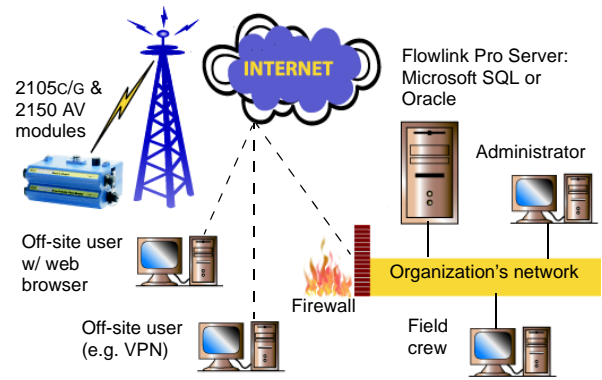 2105C/G &
2150 AV
modules
INTERNET
Flowlink Pro Server:
Microsoft SQL or
Oracle
Administrator
Off-site user
w/ web
browser
Firewall
Organization's network
Off-site user
(e.g. VPN)
Field
crew